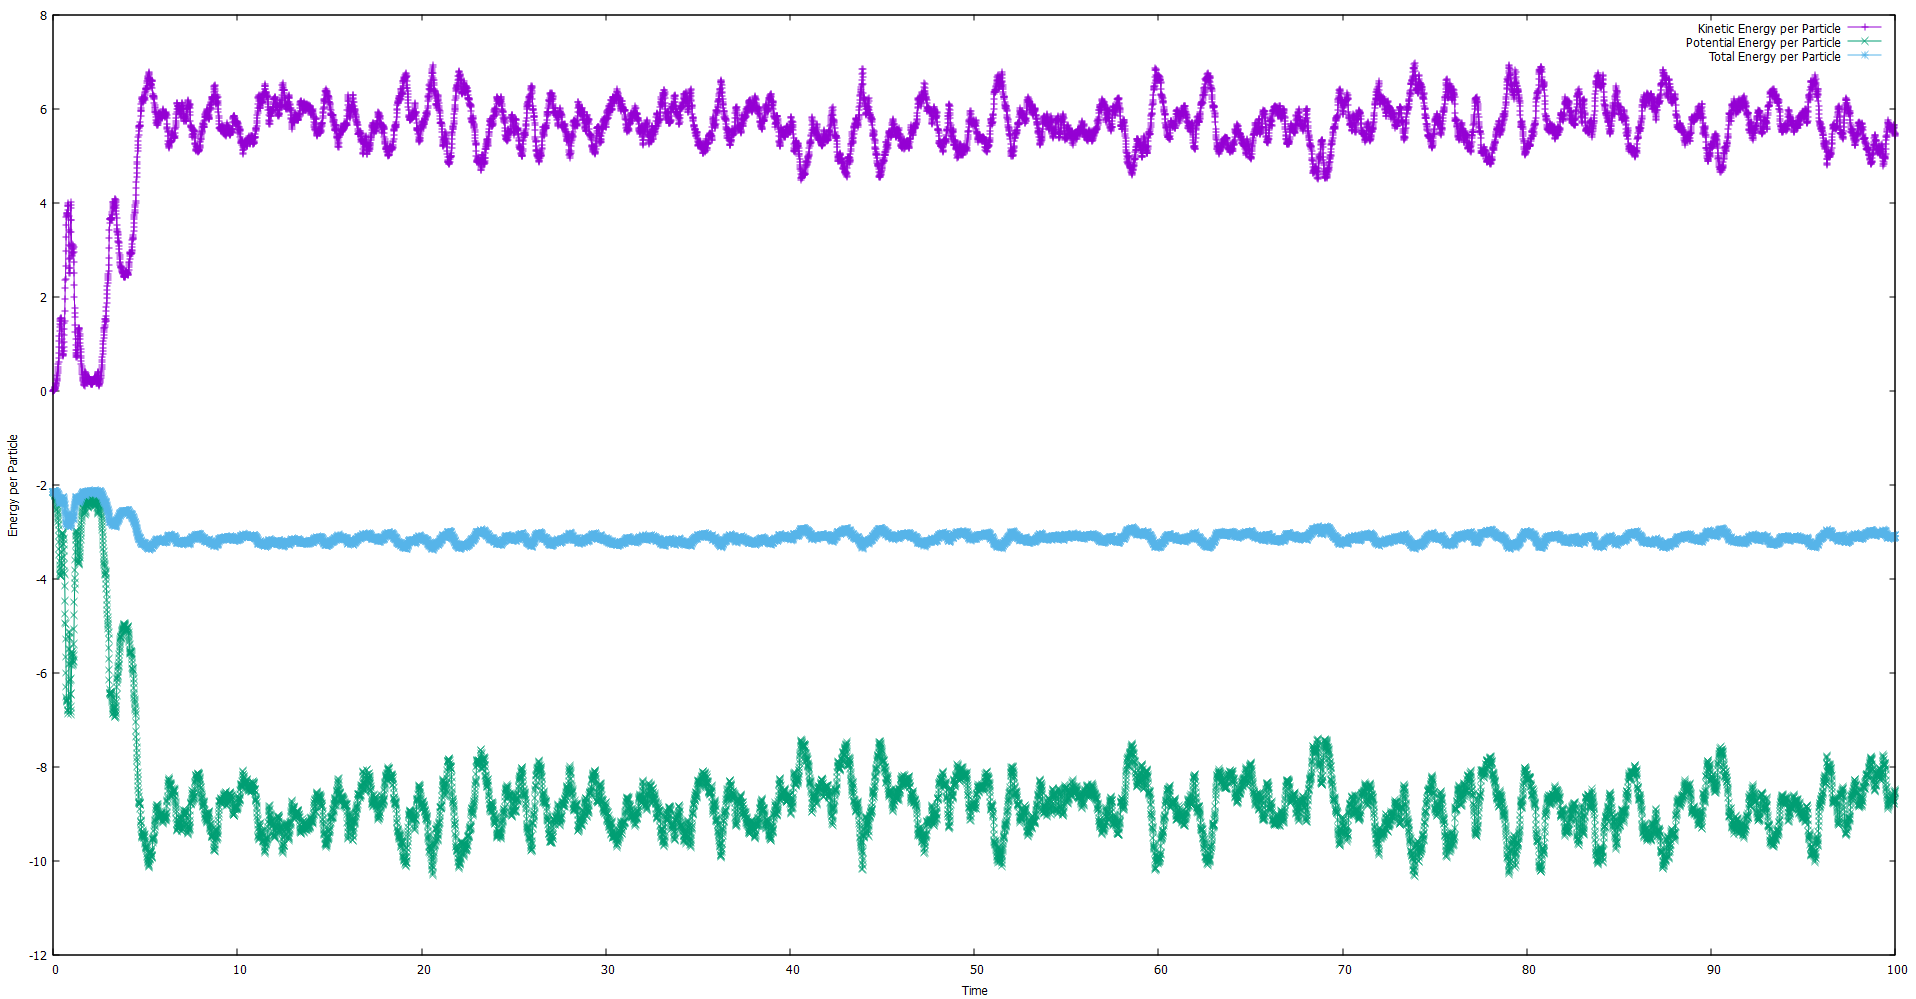 Kinetic Energy per Particle
Potential Energy per Particle
Total Energy per Particle
8
6
4
2
0
-2
-4
-6
-8
-10
-12
Energy per Particle
0 10 20 30 40 50 60 70 80 90 100
Time